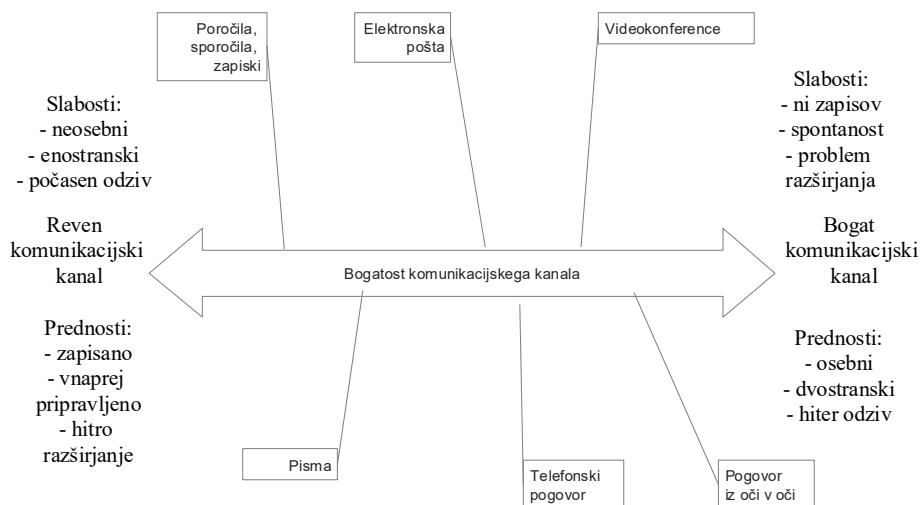 Poročila,
sporočila,
zapiski
Elektronska
pošta
Videokonference
Slabosti:
- neosebni
- enostranski
- počasen odziv
Slabosti:
- ni zapisov
- spontanost
- problem
razširjanja
Reven
komunikacijski
kanal
Bogatost komunikacijskega kanala
Bogat
komunikacijski
kanal
Prednosti:
- zapisano
- vnaprej
pripravljeno
- hitro
razširjanje
Prednosti:
- osebni
- dvostranski
- hiter odziv
Pisma
Telefonski
pogovor
Pogovor
iz oči v oči